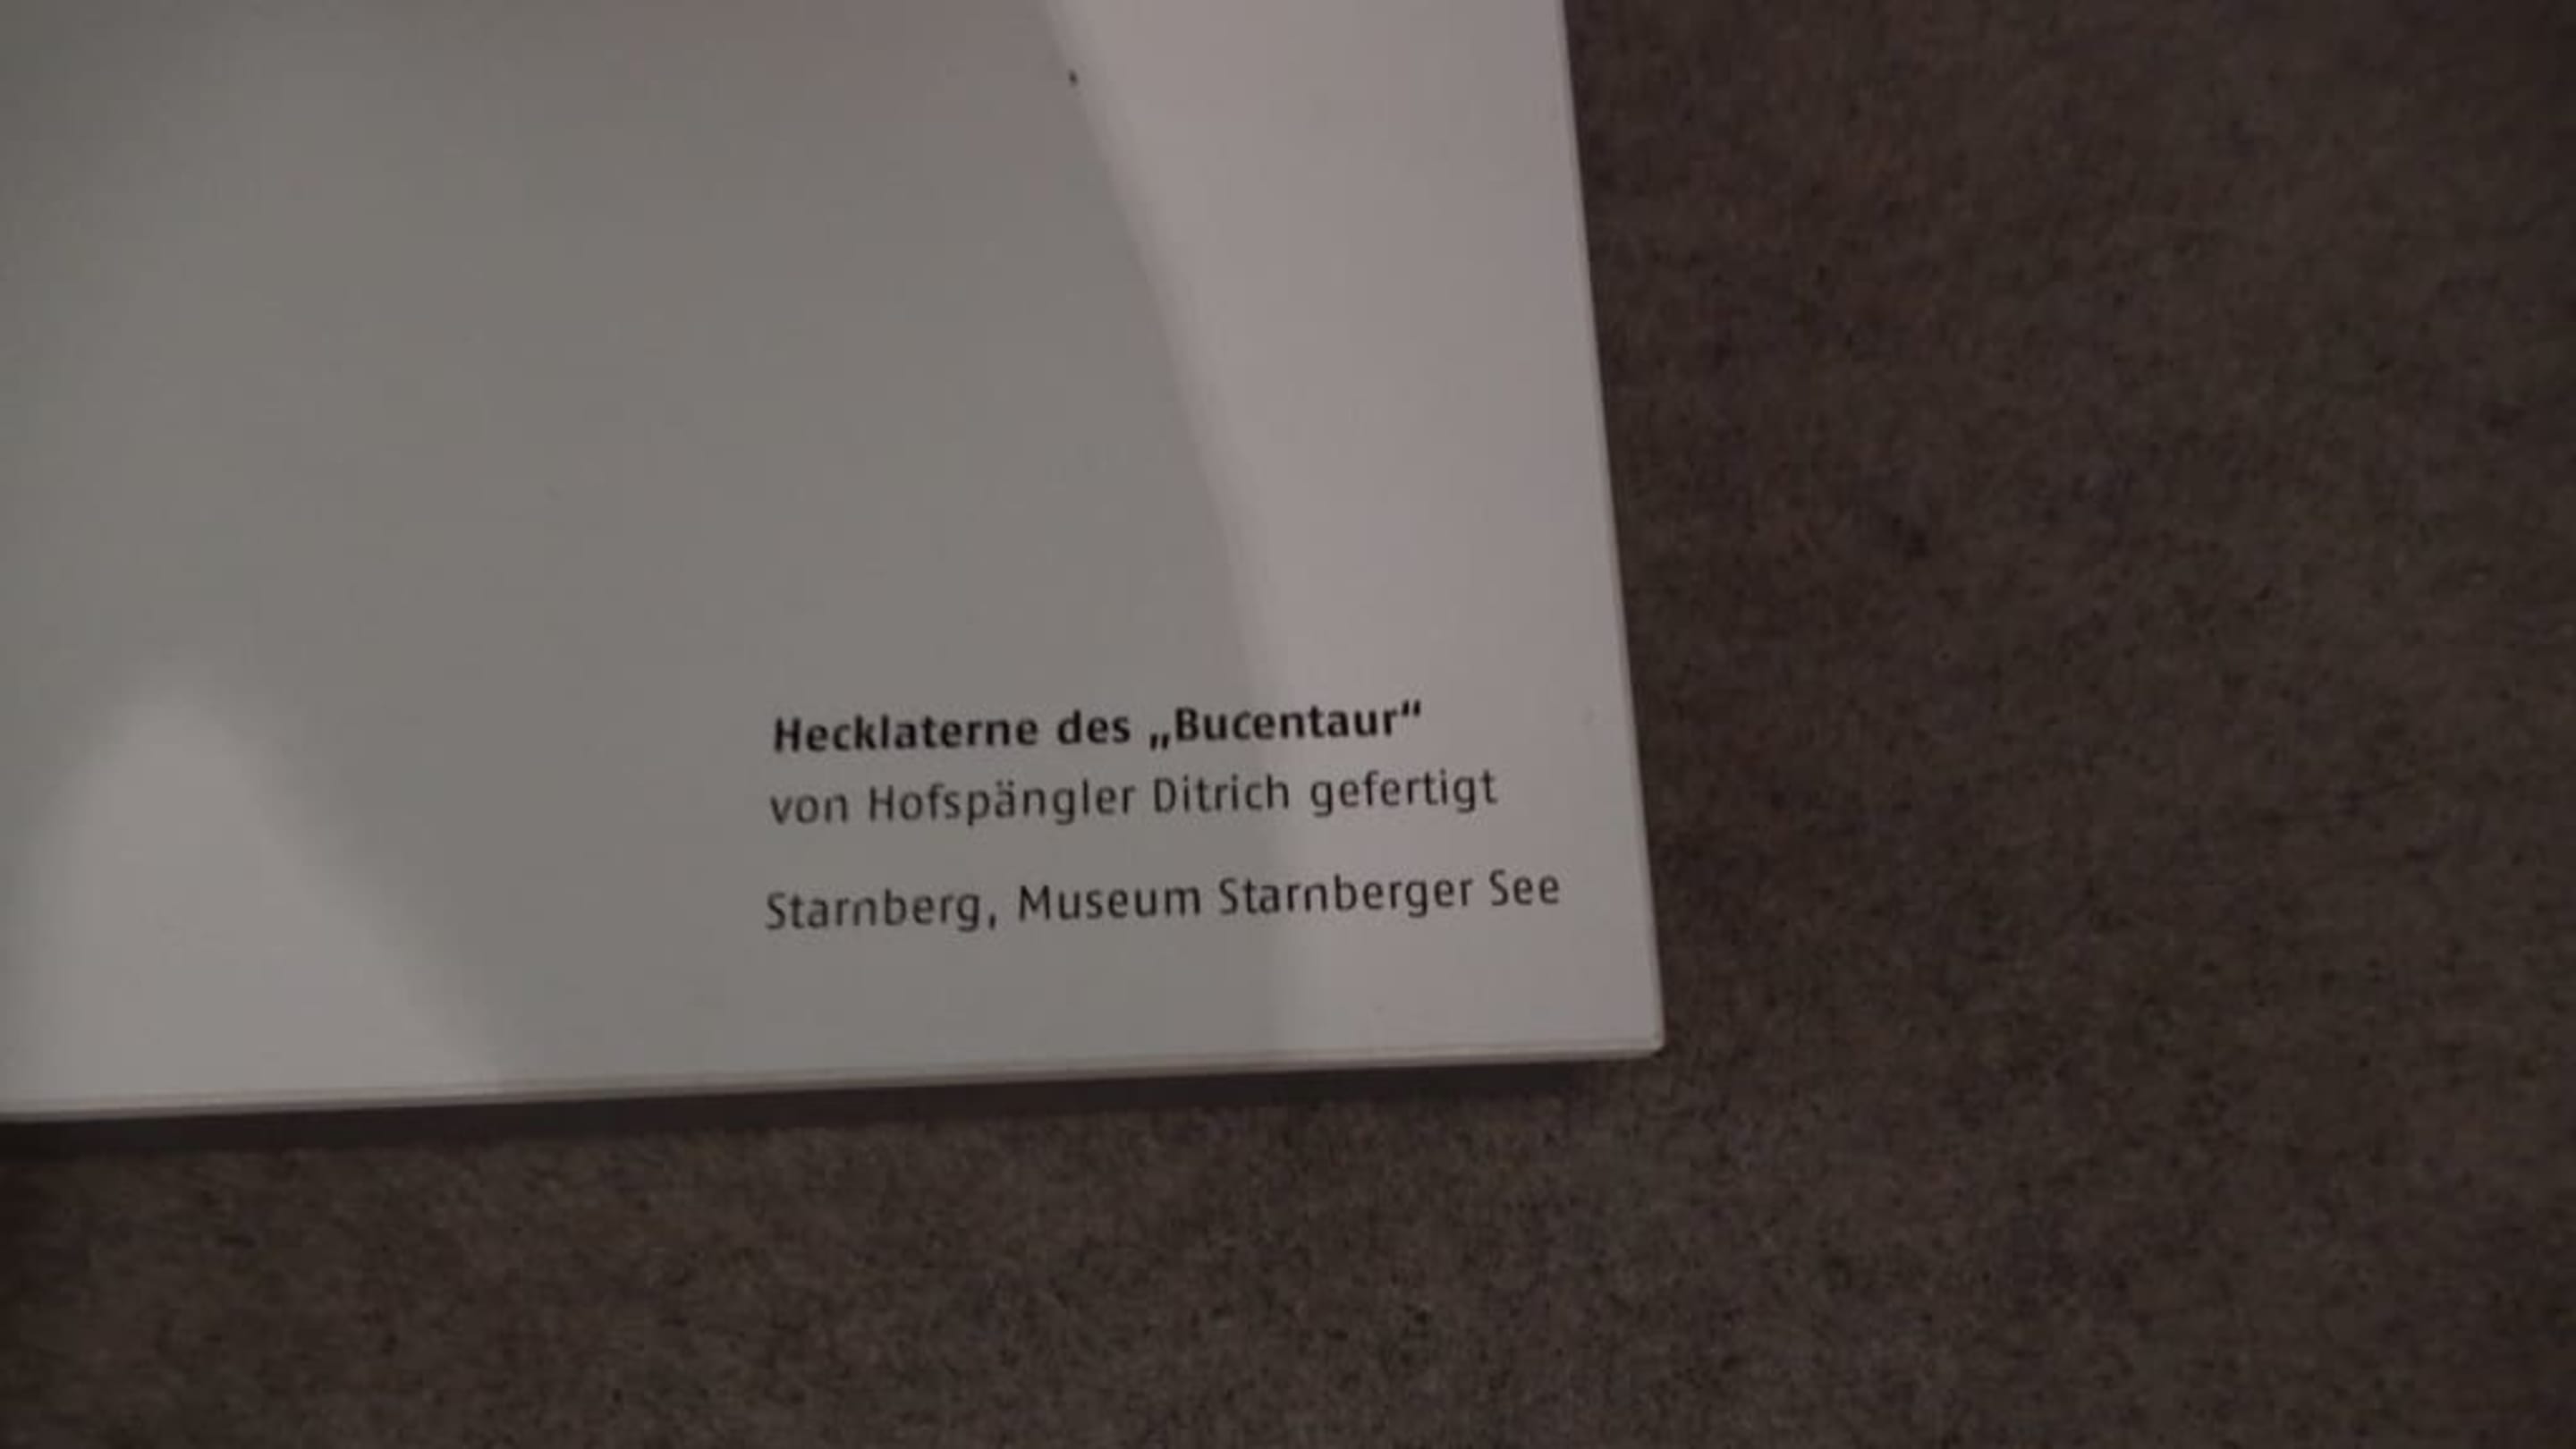 Hecklaterne des „Bucentaur“
von Hofspängler Ditrich gefertigt
Starnberg, Museum Starnberger See